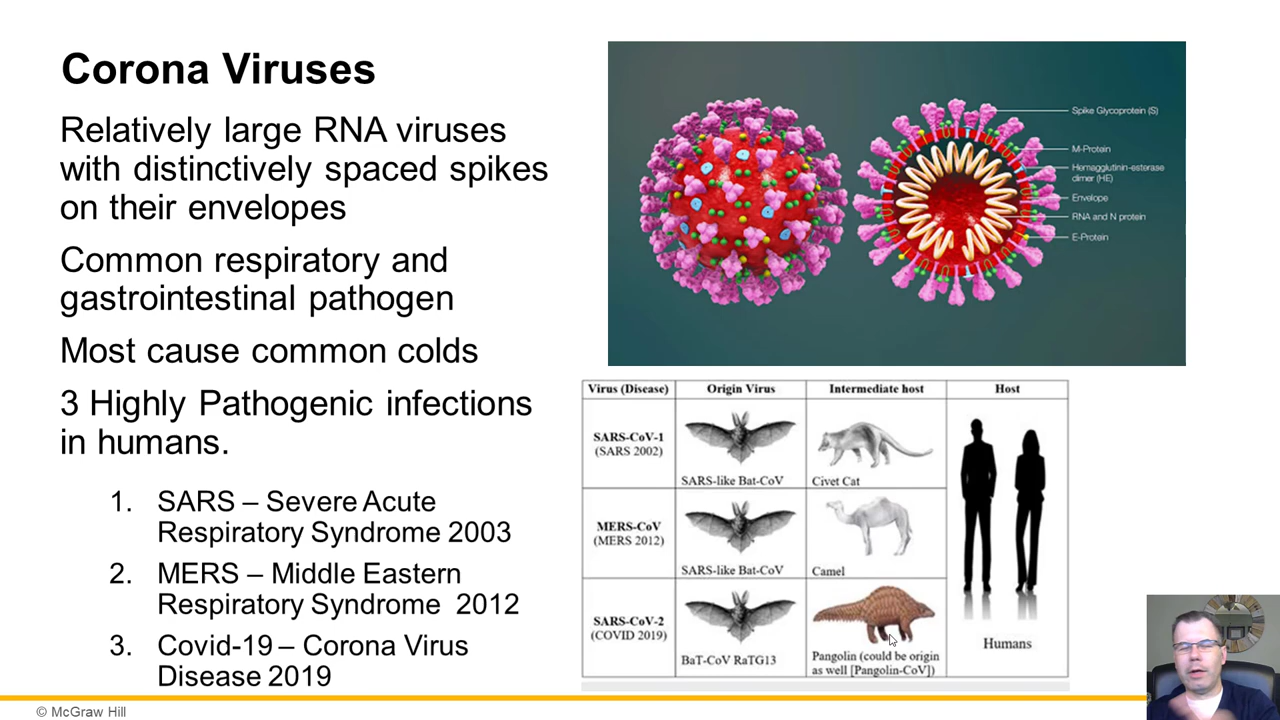 Corona Viruses
Relatively large RNA viruses
with distinctively spaced spikes
on their envelopes
Common respiratory and
gastrointestinal pathogen
Most cause common colds
3 Highly Pathogenic infections
in humans.
1. SARS – Severe Acute
Respiratory Syndrome 2003
2. MERS – Middle Eastern
Respiratory Syndrome 2012
3. Covid-19 – Corona Virus
Disease 2019
Spike Glycoprotein (S)
M-Protein
Hemagglutinin-esterase
dimer (HE)
Envelope
RNA and N protein
E-Protein
Virus (Disease) Origin Virus Intermediate host Host
SARS-CoV-1
(SARS 2002)
SARS-like Bat-CoV Civet Cat
MERS-CoV
(MERS 2012)
SARS-like Bat-CoV Camel
SARS-CoV-2
(COVID 2019)
BaT-CoV RaTG13
Pangolin (could be origin
as well [Pangolin-CoV])
Humans
© McGraw Hill